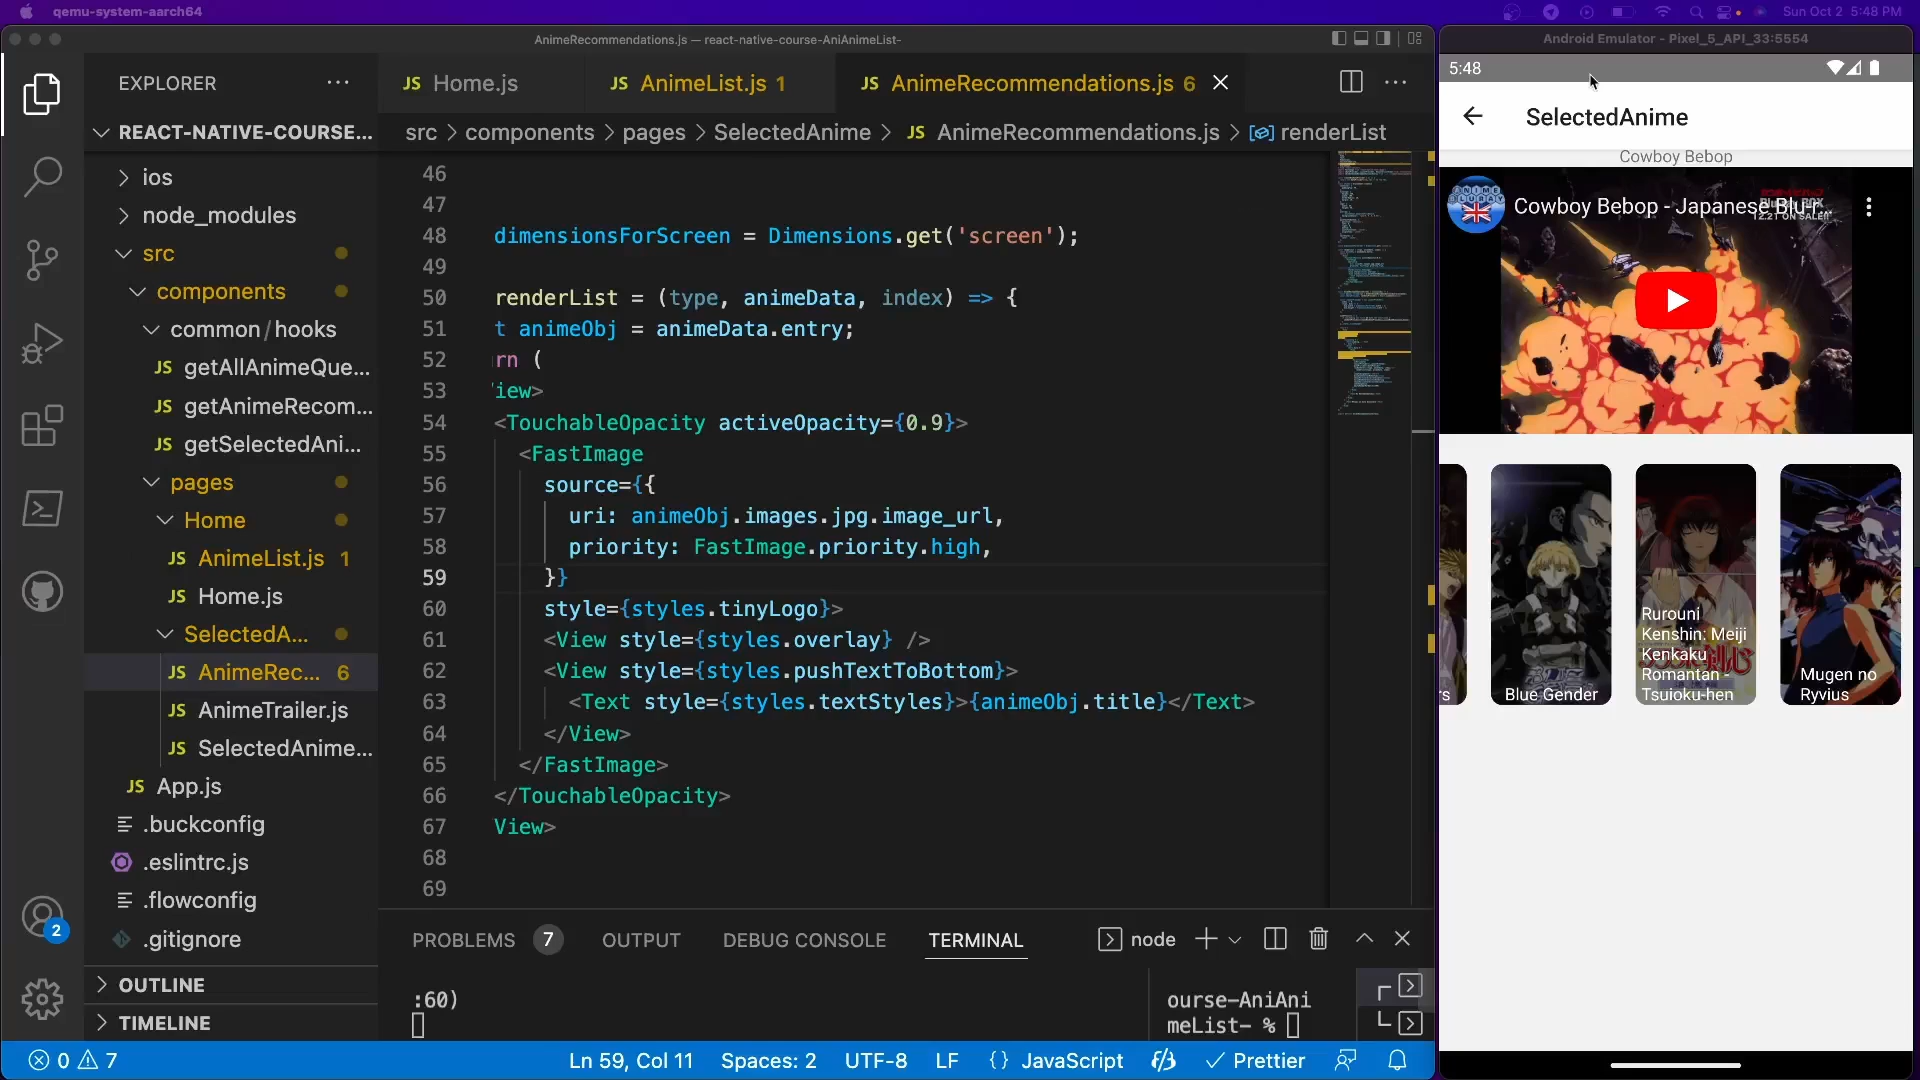 qemu-system-aarch64
Sun Oct 2 5:48 PM
AnimeRecommendations.js — react-native-course-AniAnimeList-
EXPLORER
REACT-NATIVE-COURSE...
ios
node_modules
src
components
common/hooks
JS getAllAnimeQue...
JS getAnimeRecom...
JS getSelectedAni...
pages
Home
JS AnimeList.js 1
JS Home.js
SelectedA...
JS AnimeRec... 6
JS AnimeTrailer.js
JS SelectedAnime...
JS App.js
.buckconfig
.eslintrc.js
.flowconfig
.gitignore
OUTLINE
TIMELINE
2
JS Home.js
JS AnimeList.js 1
JS AnimeRecommendations.js 6
src > components > pages > SelectedAnime > JS AnimeRecommendations.js > renderList
46
47
48 dimensionsForScreen = Dimensions.get('screen');
49
50 renderList = (type, animeData, index) => {
51 t animeObj = animeData.entry;
52 rn (
53 iew>
54 <TouchableOpacity activeOpacity={0.9}>
55 <FastImage
56 source={{
57 uri: animeObj.images.jpg.image_url,
58 priority: FastImage.priority.high,
59 }}
60 style={styles.tinyLogo}>
61 <View style={styles.overlay} />
62 <View style={styles.pushTextToBottom}>
63 <Text style={styles.textStyles}>{animeObj.title}</Text>
64 </View>
65 </FastImage>
66 </TouchableOpacity>
67 View>
68
69
PROBLEMS 7 OUTPUT DEBUG CONSOLE TERMINAL
node
:60)
ourse-AniAni
meList- %
0 7
Ln 59, Col 11 Spaces: 2 UTF-8 LF {} JavaScript Prettier
Android Emulator - Pixel_5_API_33:5554
5:48
SelectedAnime
Cowboy Bebop
ANIME
BLURAY
Cowboy Bebop - Japanese Blu-r
12.21 ON SALE!!
s
Blue Gender
Rurouni
Kenshin: Meiji
Kenkaku
Romantan -
Tsuioku-hen
Mugen no
Ryvius